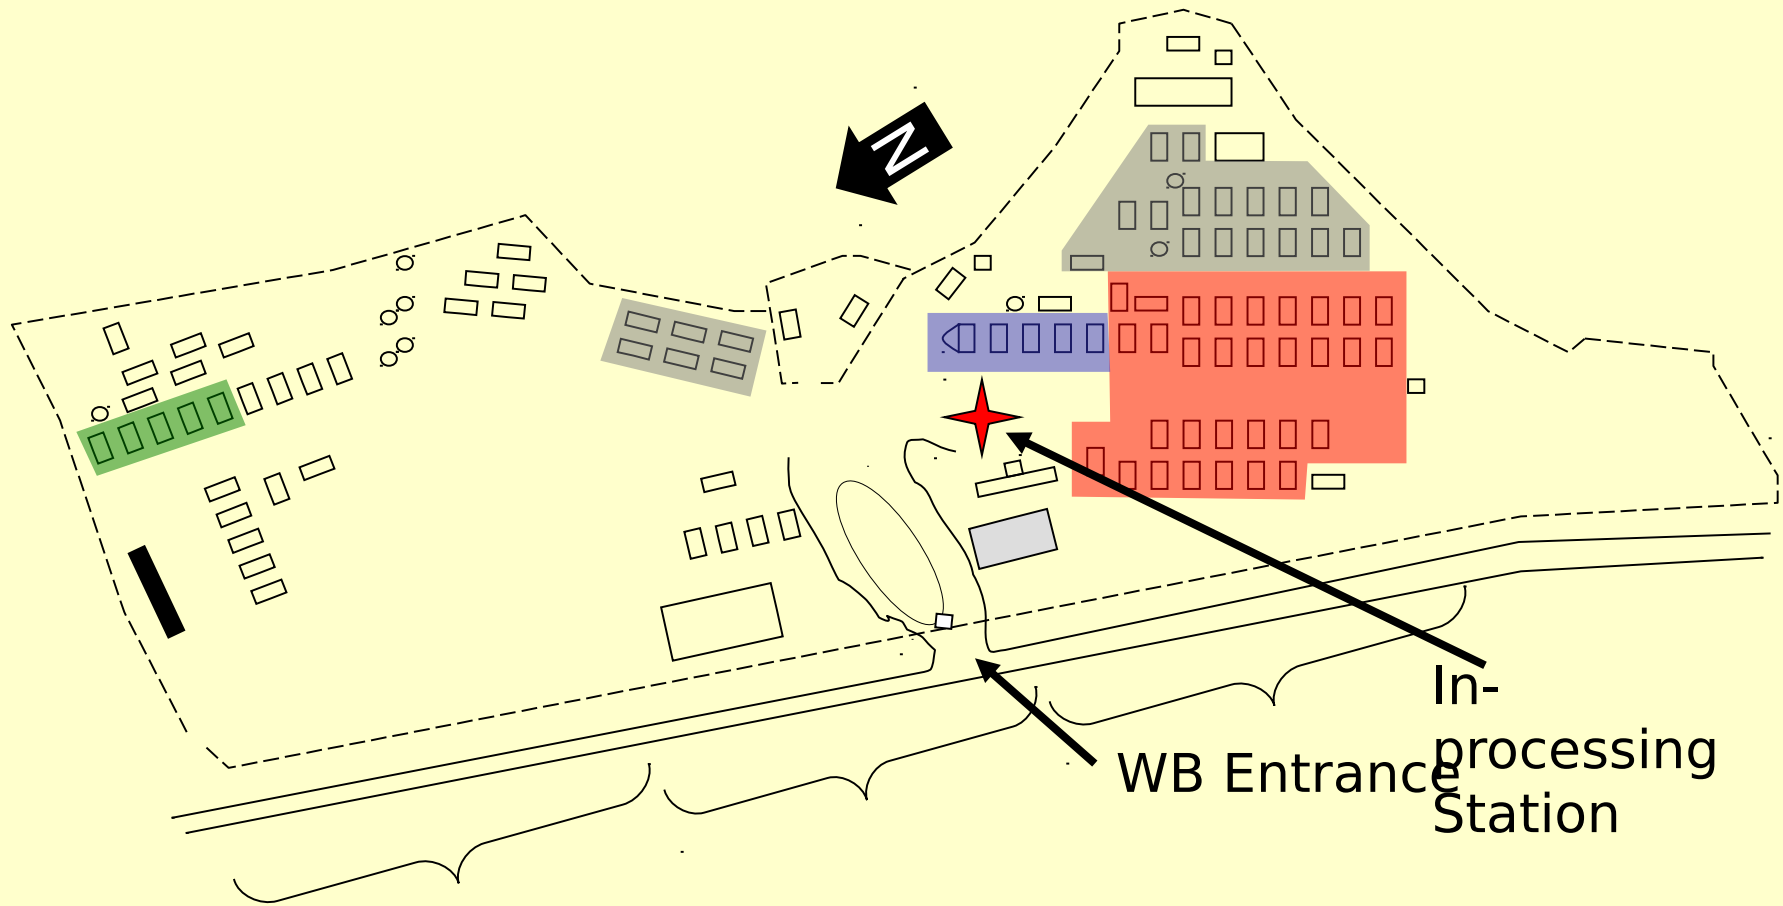 N
In-
processing
Station
WB Entrance